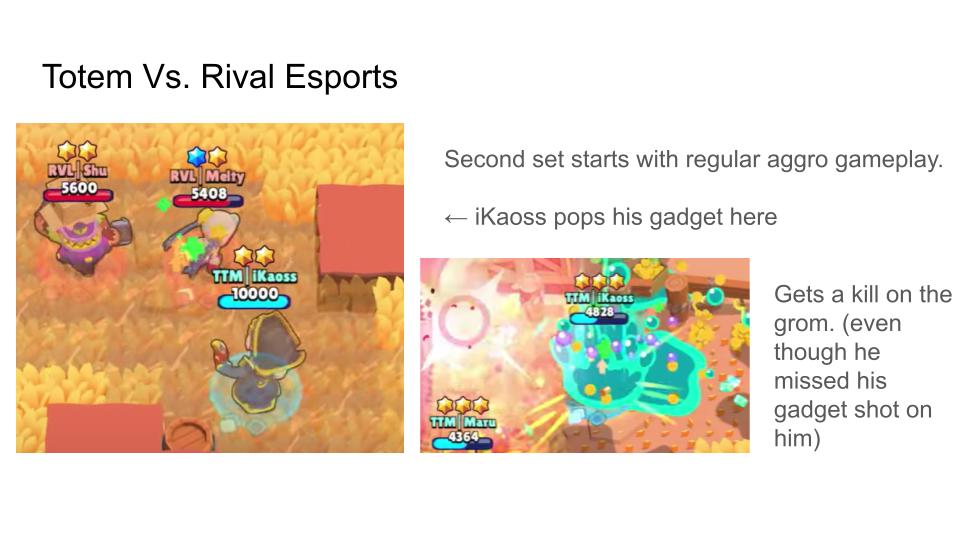 Totem Vs. Rival Esports
RVL | Shu
5600
RVL | Melty
5408
TTM | iKaoss
10000
Second set starts with regular aggro gameplay.
← iKaoss pops his gadget here
TTM | iKaoss
4828
TTM | Maru
4364
Gets a kill on the
grom. (even
though he
missed his
gadget shot on
him)